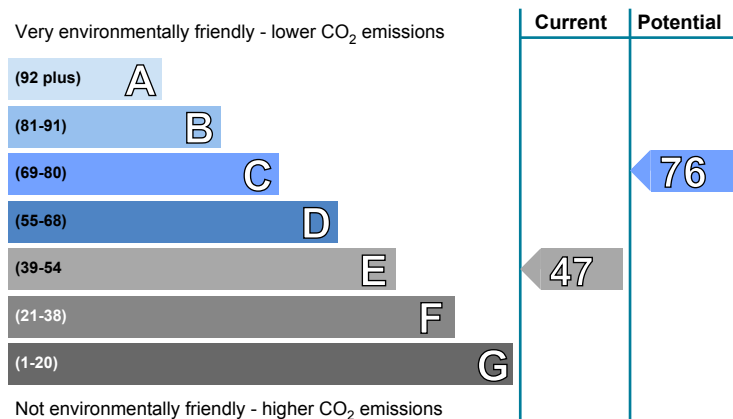 Current Potential
Very environmentally friendly - lower CO₂ emissions
(92 plus) A
(81-91) B
(69-80) C
76
(55-68) D
(39-54 E
47
(21-38) F
(1-20) G
Not environmentally friendly - higher CO₂ emissions